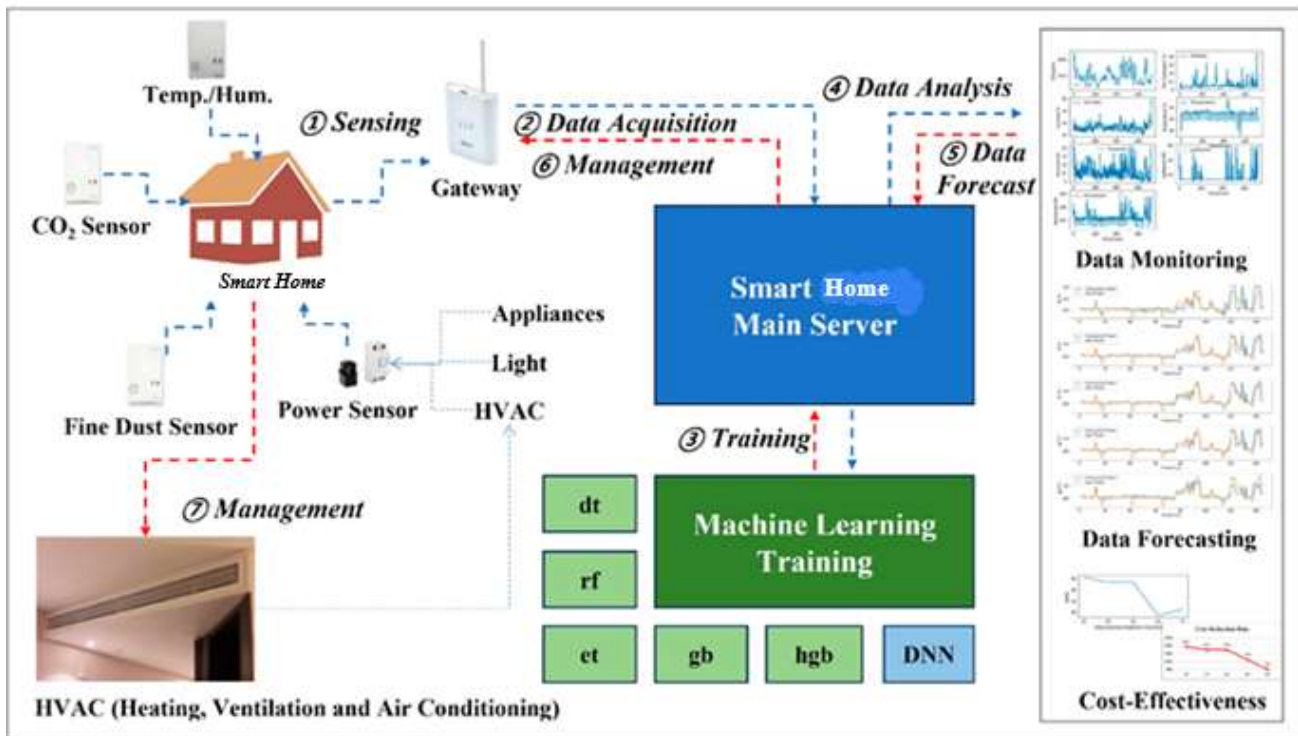 Temp./Hum.
① Sensing
④ Data Analysis
② Data Acquisition
⑥ Management
⑤ Data
Forecast
Gateway
CO₂ Sensor
Smart Home
Data Monitoring
Smart Home
Main Server
Appliances
Light
HVAC
Power Sensor
Fine Dust Sensor
③ Training
⑦ Management
dt
Machine Learning
Training
rf
Data Forecasting
et
gb
hgb
DNN
Cost-Effectiveness
HVAC (Heating, Ventilation and Air Conditioning)